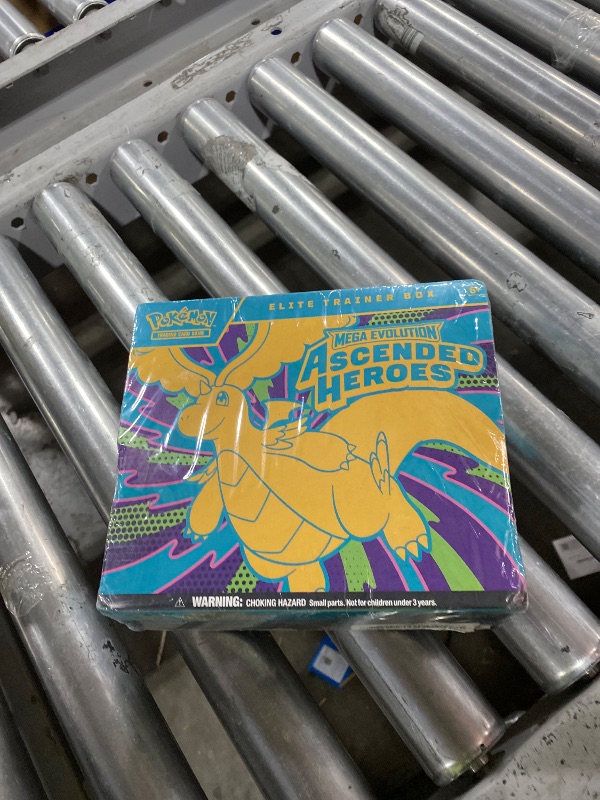 ELITE TRAINER BOX
POKéMON
TRADING CARD GAME
MEGA EVOLUTION
ASCENDED
HEROES
WARNING: CHOKING HAZARD Small parts. Not for children under 3 years.